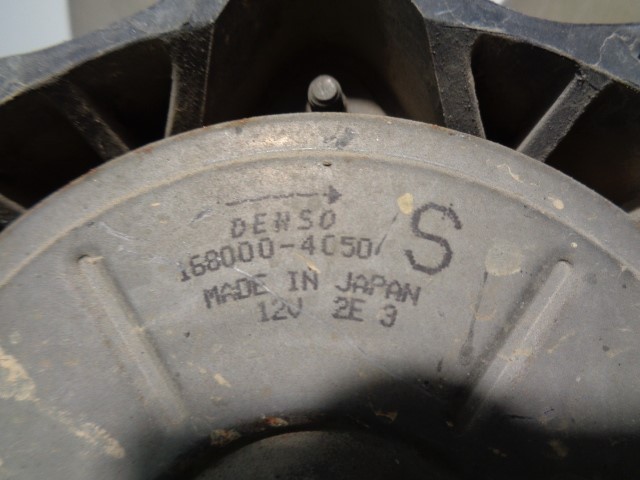 DENSO
168000-4050
S
MADE IN JAPAN
12V 2E 3